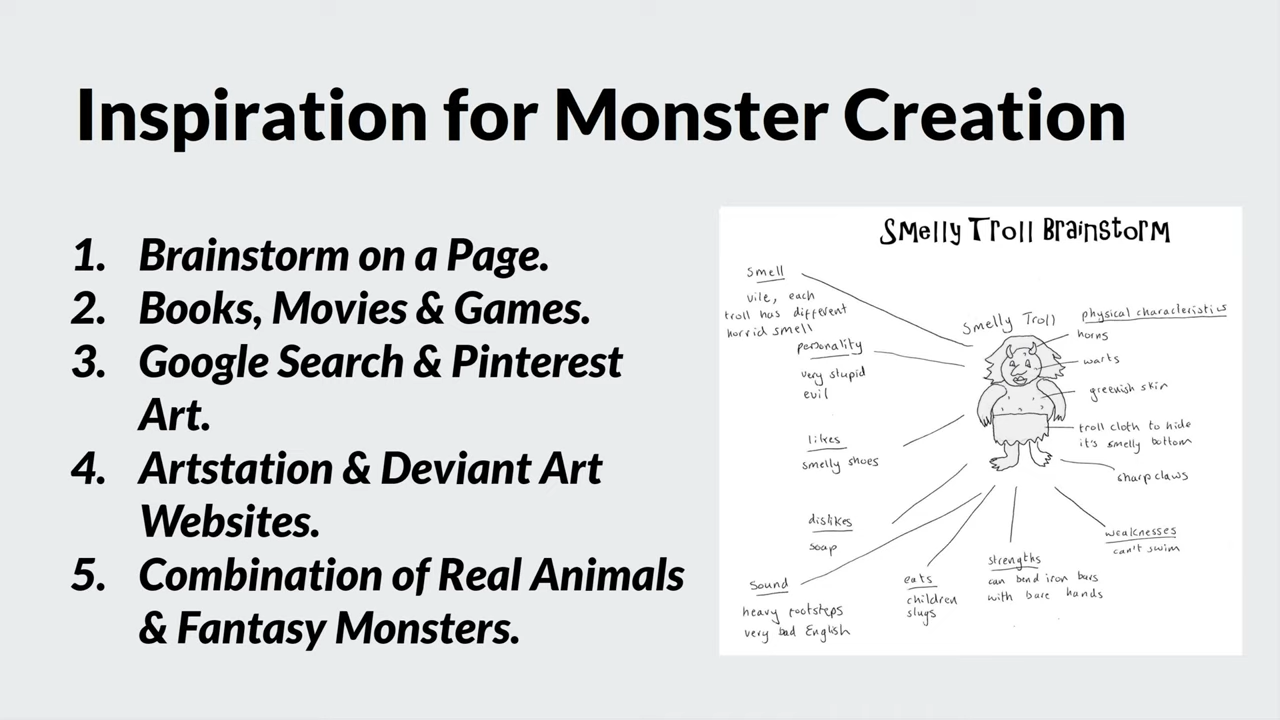 Inspiration for Monster Creation
1. Brainstorm on a Page.
2. Books, Movies & Games.
3. Google Search & Pinterest
Art.
4. Artstation & Deviant Art
Websites.
5. Combination of Real Animals
& Fantasy Monsters.
Smelly Troll Brainstorm
smell
vile, each
troll has different
horrid smell
personality
very stupid
evil
likes
smelly shoes
dislikes
soap
sound
heavy footsteps
very bad English
eats
children
slugs
strengths
can bend iron bars
with bare hands
weaknesses
can't swim
Smelly Troll
physical characteristics
horns
warts
greenish skin
troll cloth to hide
it's smelly bottom
sharp claws